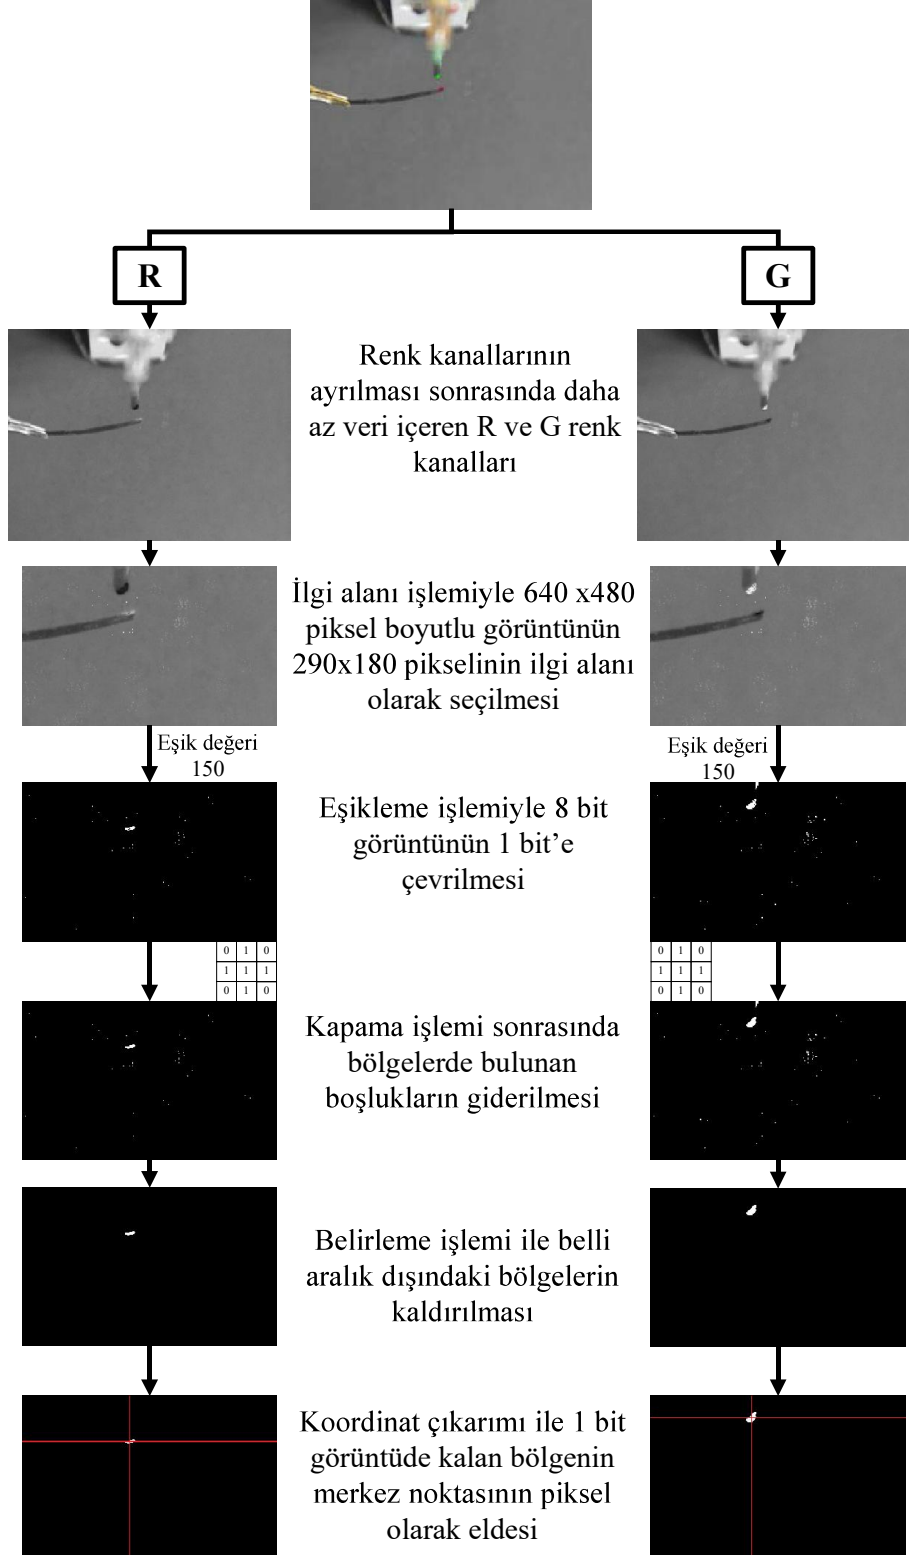 R
G
Renk kanallarının
ayrılması sonrasında daha
az veri içeren R ve G renk
kanalları
İlgi alanı işlemiyle 640 x480
piksel boyutlu görüntünün
290x180 pikselinin ilgi alanı
olarak seçilmesi
Eşik değeri
150
Eşik değeri
150
Eşikleme işlemiyle 8 bit
görüntünün 1 bit’e
çevrilmesi
0 1 0
1 1 1
0 1 0
0 1 0
1 1 1
0 1 0
Kapama işlemi sonrasında
bölgelerde bulunan
boşlukların giderilmesi
Belirleme işlemi ile belli
aralık dışındaki bölgelerin
kaldırılması
Koordinat çıkarımı ile 1 bit
görüntüde kalan bölgenin
merkez noktasının piksel
olarak eldesi